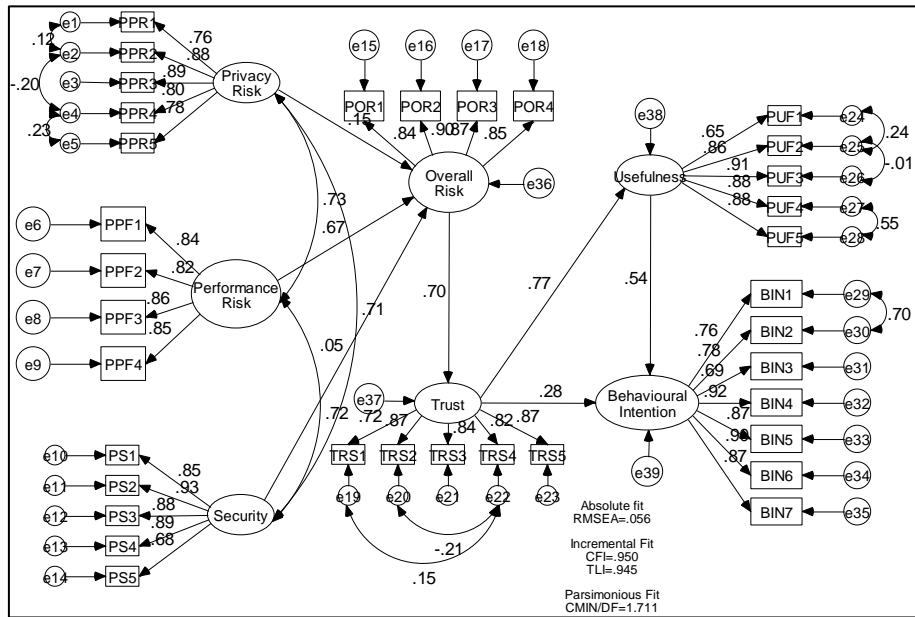 e1
PPR1
e2
PPR2
e3
PPR3
e4
PPR4
e5
PPR5
.12
-.20
.23
.76
.88
.89
.80
.78
Privacy
Risk
e15
e16
e17
e18
POR1
POR2
POR3
POR4
.15
.84
.90
.87
.85
Overall
Risk
e36
e38
Usefulness
.65
.86
.91
.88
.88
PUF1
PUF2
PUF3
PUF4
PUF5
e24
e25
e26
e27
e28
.24
-.01
.55
e6
e7
e8
e9
PPF1
PPF2
PPF3
PPF4
.84
.82
.86
.85
Performance
Risk
.73
.67
.71
.05
.72
.70
.77
.54
.28
e10
e11
e12
e13
e14
PS1
PS2
PS3
PS4
PS5
.85
.93
.88
.89
.68
Security
e37
Trust
.72
.87
.84
.82
.87
TRS1
TRS2
TRS3
TRS4
TRS5
e19
e20
e21
e22
e23
-.21
.15
Behavioural
Intention
e39
.76
.78
.69
.92
.87
.87
BIN1
BIN2
BIN3
BIN4
BIN5
BIN6
BIN7
e29
e30
e31
e32
e33
e34
e35
.70
Absolute fit
RMSEA=.056
Incremental Fit
CFI=.950
TLI=.945
Parsimonious Fit
CMIN/DF=1.711